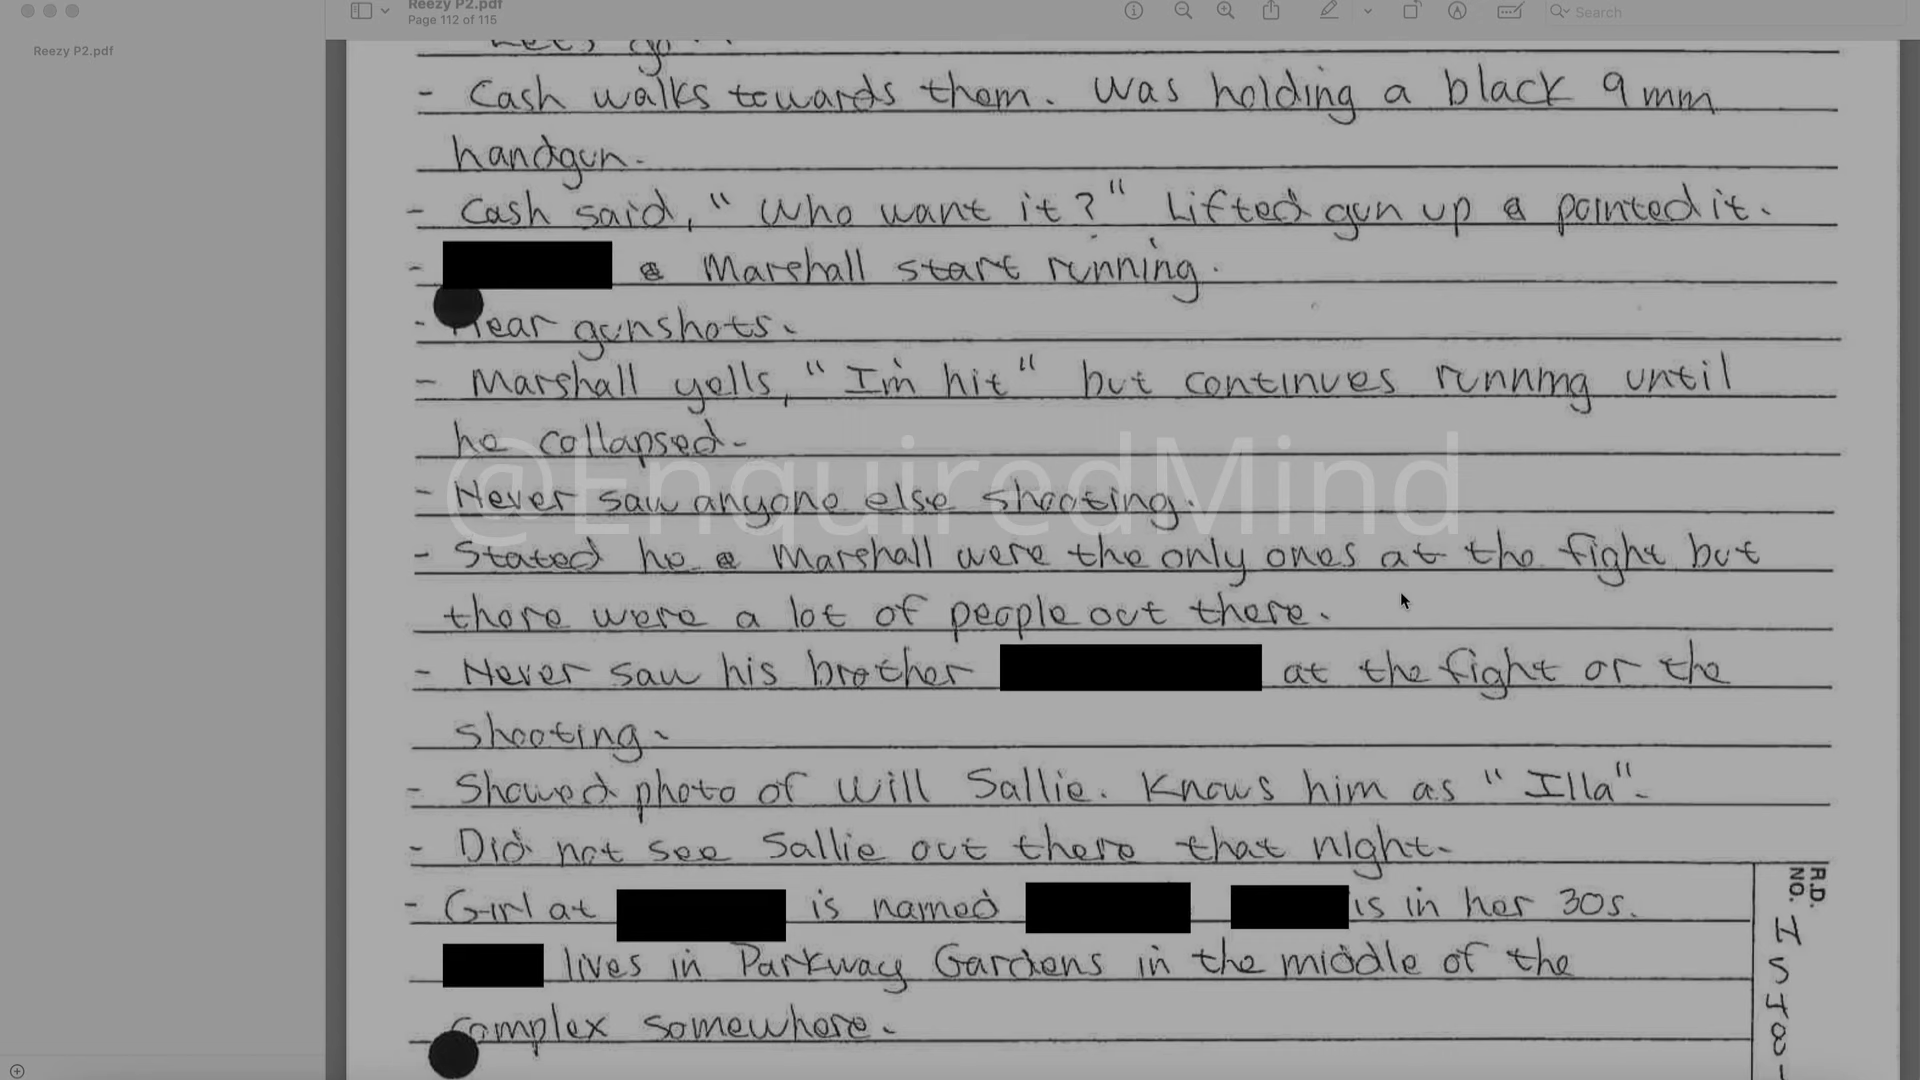 Reezy P2.pdf
Page 112 of 115
Search
Reezy P2.pdf
Let's go
- Cash walks towards them. Was holding a black 9mm
handgun.
- Cash said, "Who want it?" Lifted gun up & pointed it.
- & Marshall start running.
- Hear gunshots.
- Marshall yells, "I'm hit" but continues running until
he collapsed.
@EnquiredMind
- Never saw anyone else shooting.
- Stated he & Marshall were the only ones at the fight but
there were a lot of people out there.
- Never saw his brother at the fight or the
shooting.
- Showed photo of Will Sallie. Knows him as "Illa".
- Did not see Sallie out there that night.
- Girl at is named is in her 30s.
lives in Parkway Gardens in the middle of the
complex somewhere.
R.D.
NO.